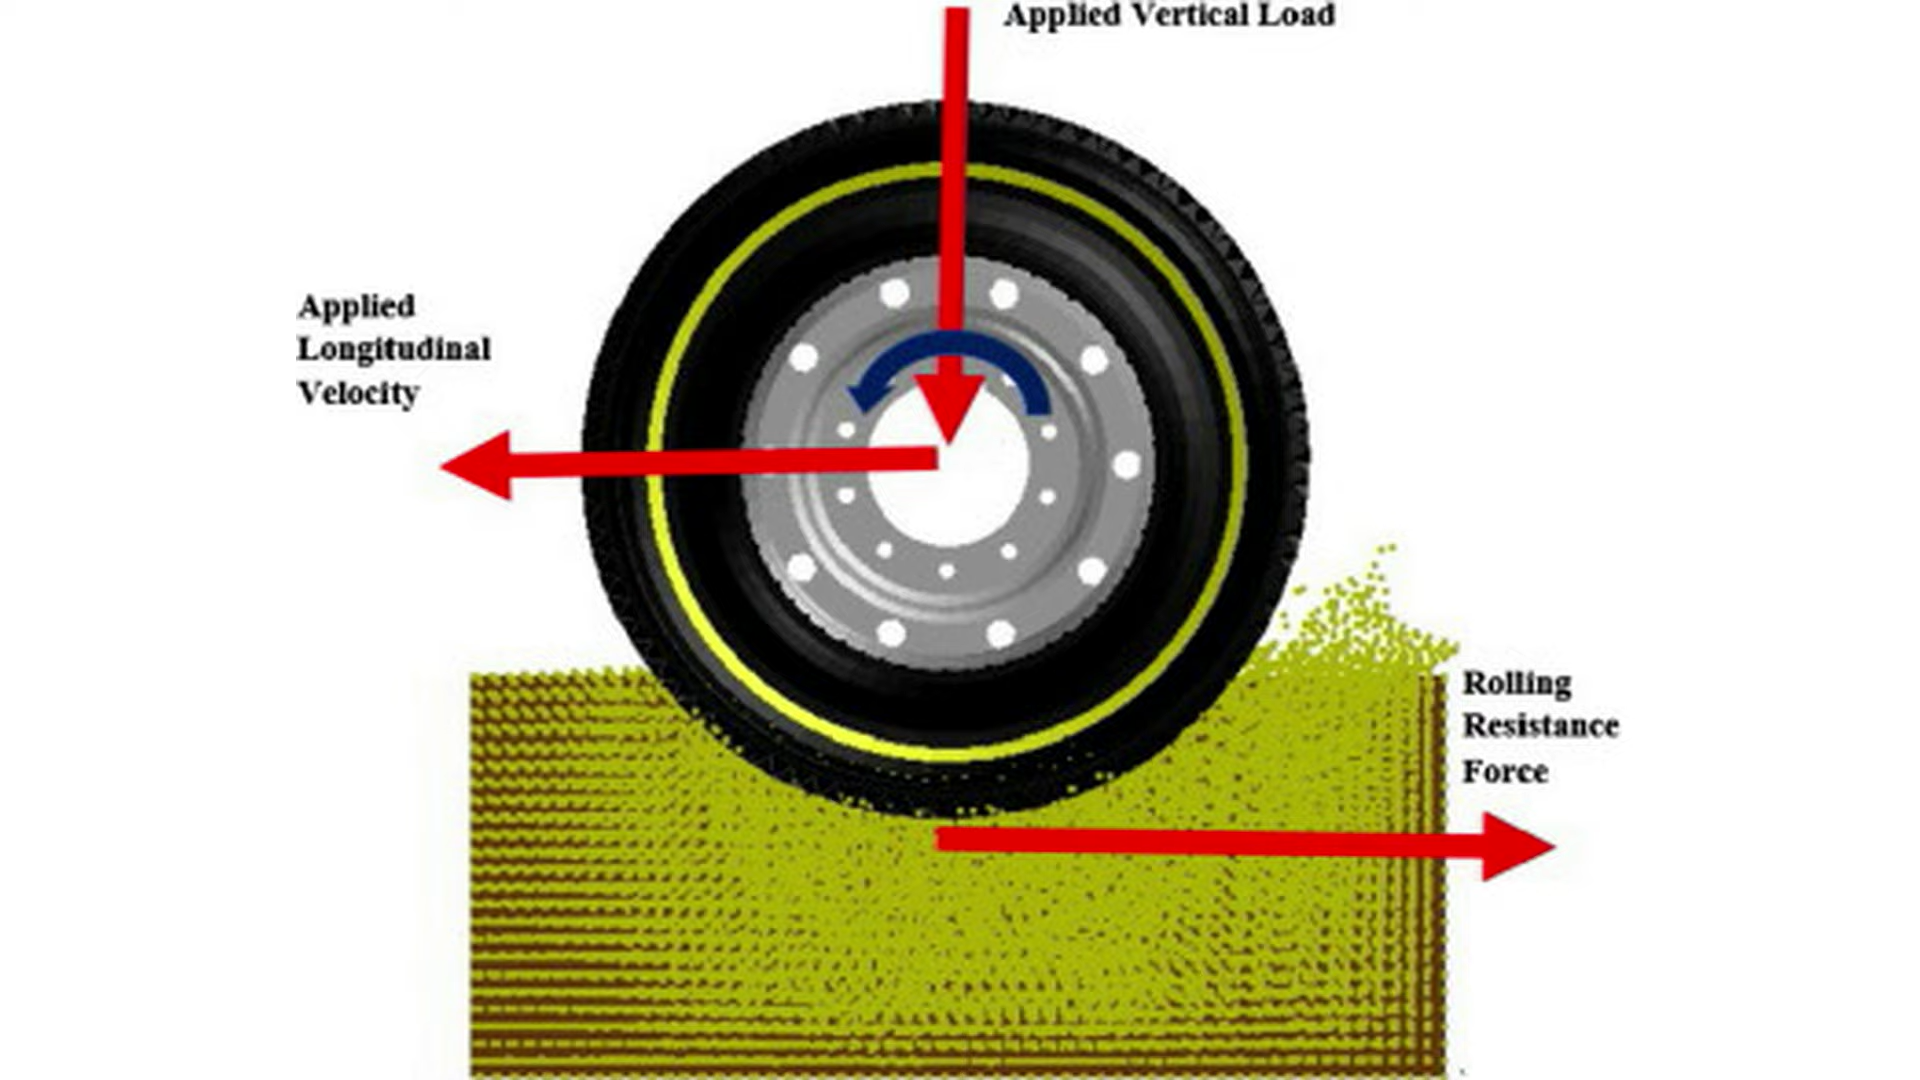 Applied Vertical Load
Applied
Longitudinal
Velocity
Rolling
Resistance
Force